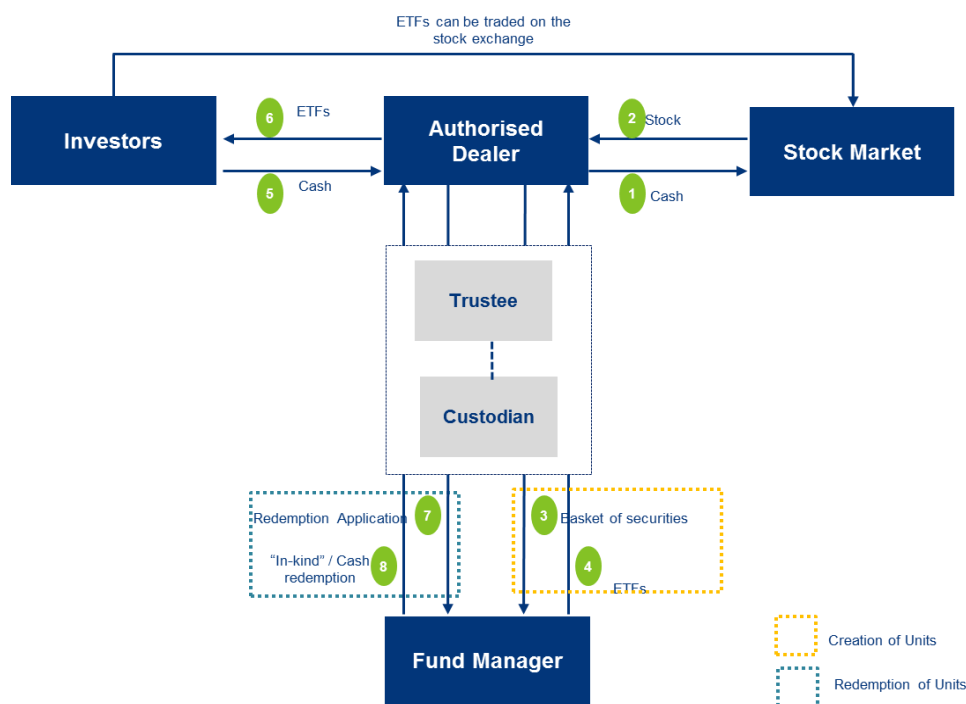 ETFs can be traded on the
stock exchange
Investors
6
ETFs
5
Cash
Authorised
Dealer
2
Stock
1
Cash
Stock Market
Trustee
Custodian
Redemption Application
7
“In-kind” / Cash
redemption
8
3
Basket of securities
4
ETFs
Fund Manager
Creation of Units
Redemption of Units